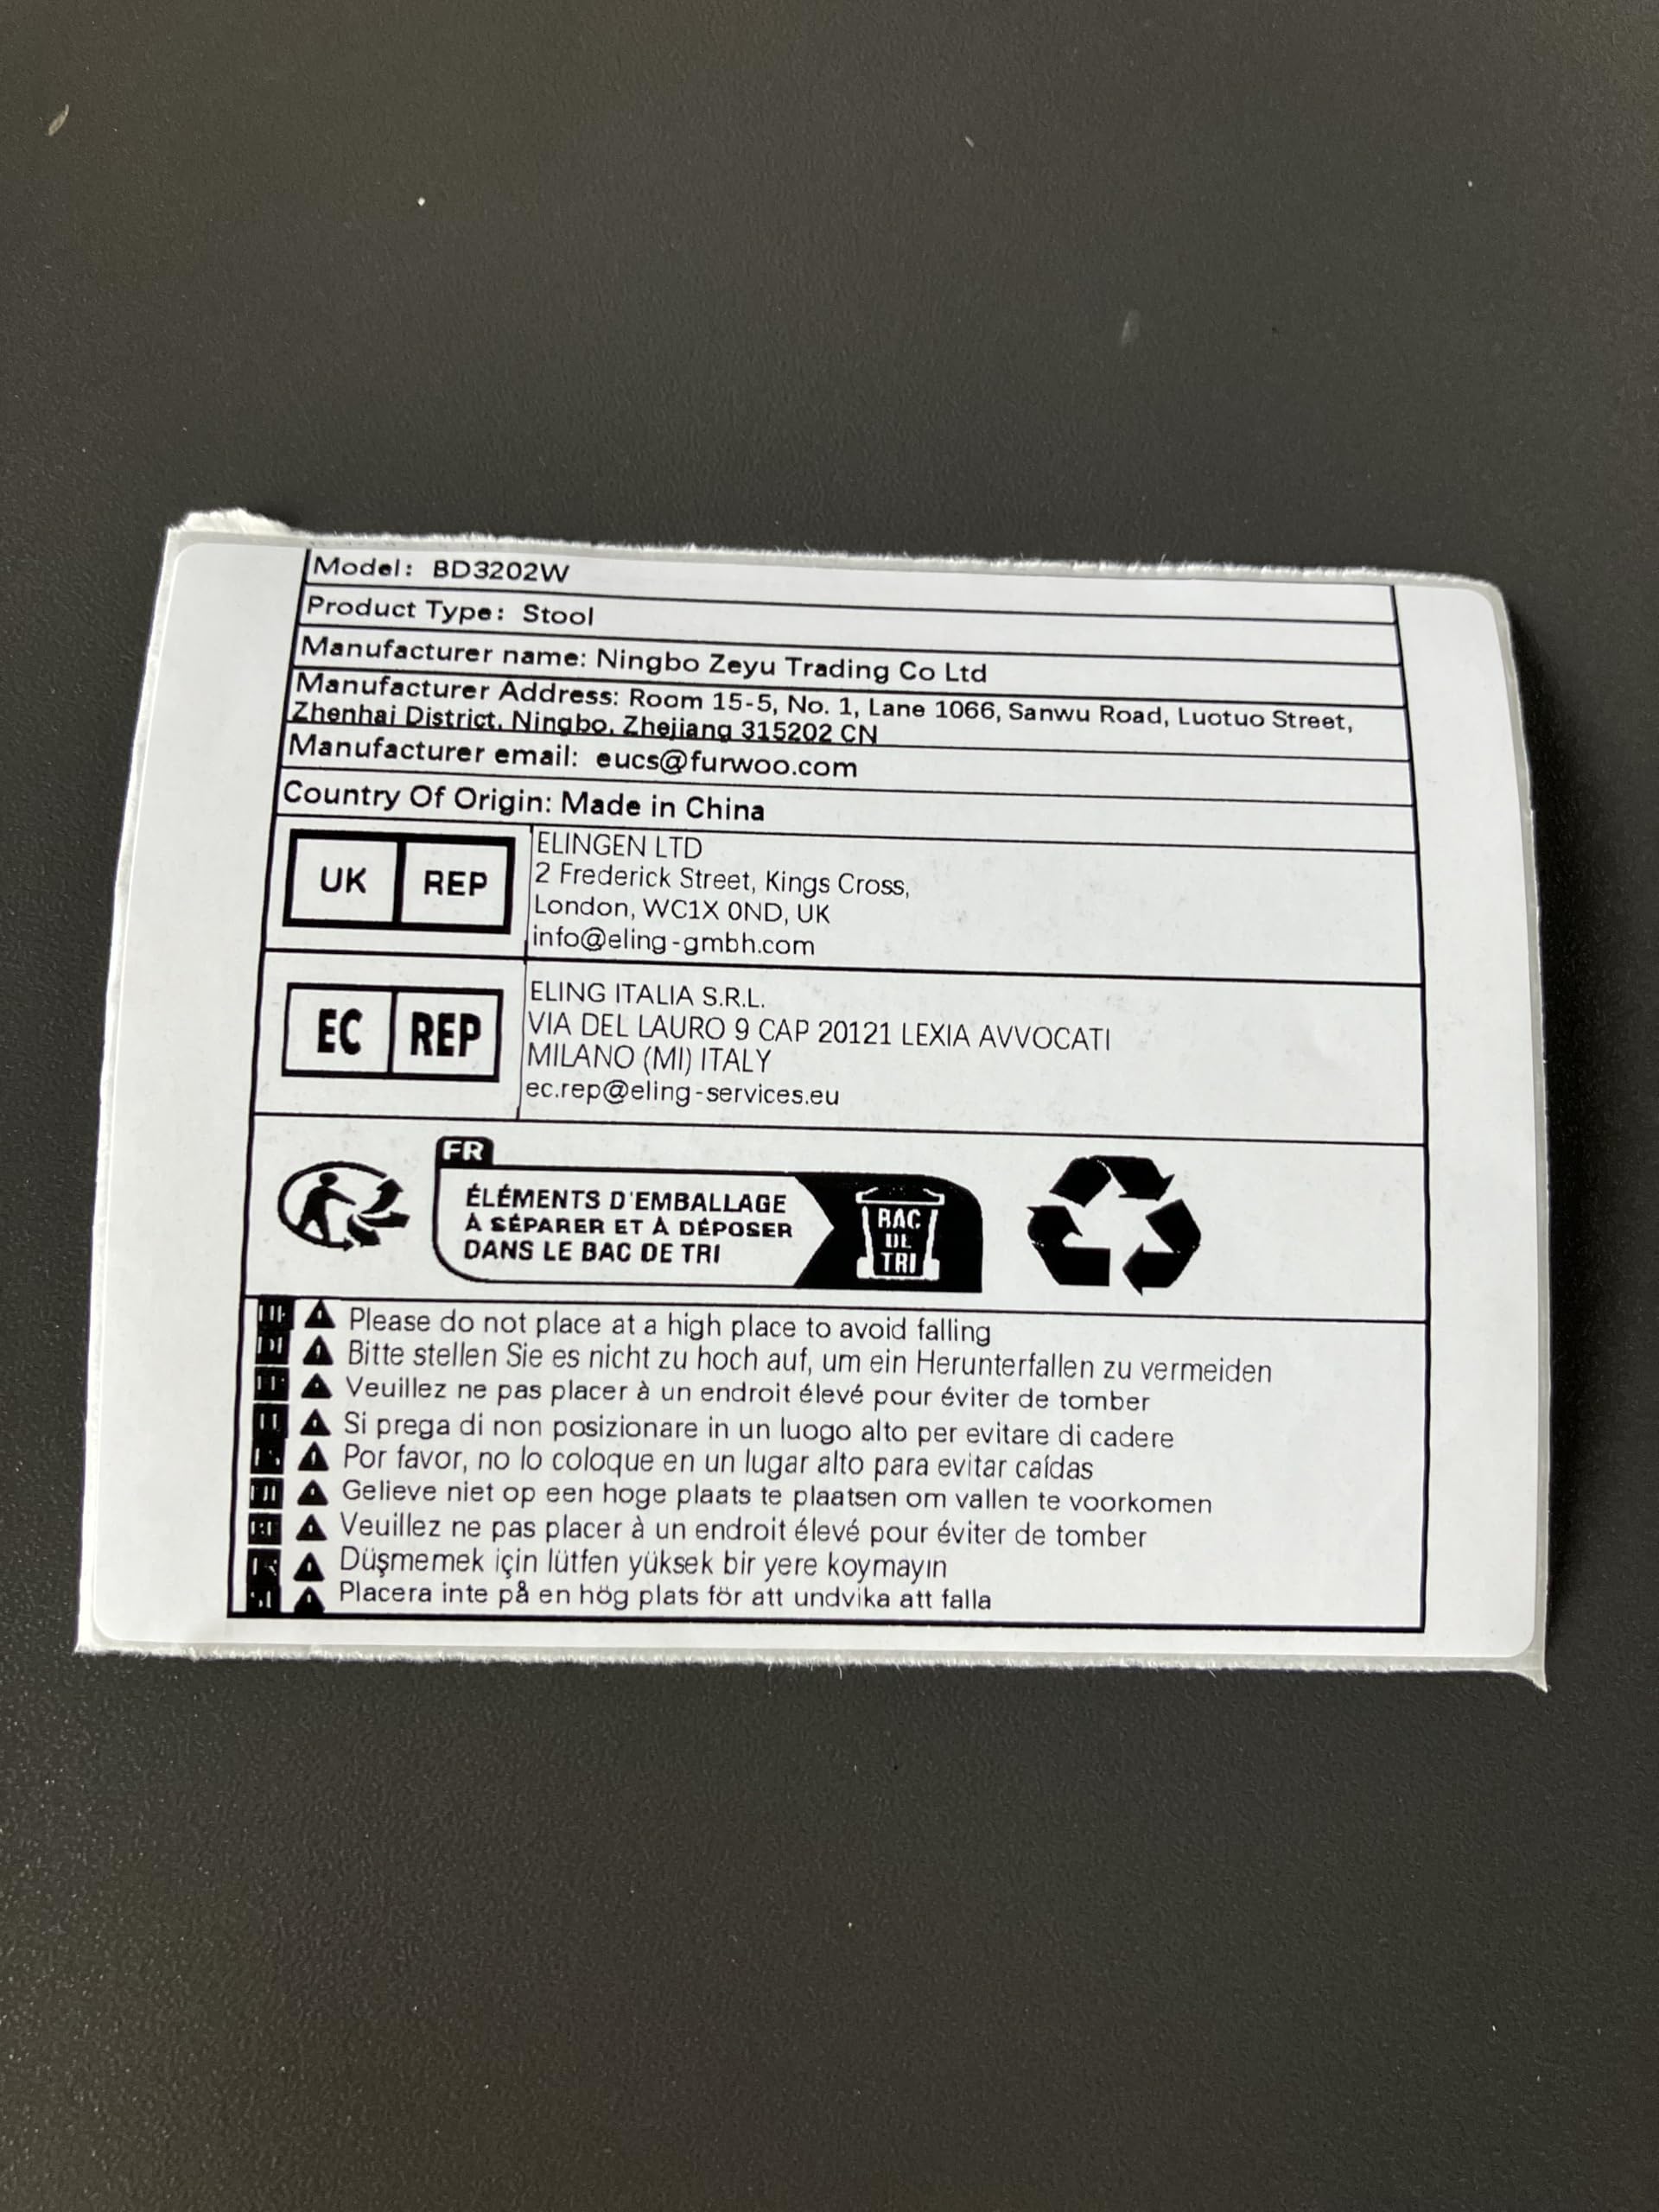 Model: BD3202W
Product Type: Stool
Manufacturer name: Ningbo Zeyu Trading Co Ltd
Manufacturer Address: Room 15-5, No. 1, Lane 1066, Sanwu Road, Luotuo Street,
Zhenhai District, Ningbo, Zhejiang 315202 CN
Manufacturer email: eucs@furwoo.com
Country Of Origin: Made in China
UK REP
ELINGEN LTD
2 Frederick Street, Kings Cross,
London, WC1X 0ND, UK
info@eling-gmbh.com
EC REP
ELING ITALIA S.R.L.
VIA DEL LAURO 9 CAP 20121 LEXIA AVVOCATI
MILANO (MI) ITALY
ec.rep@eling-services.eu
FR
ÉLÉMENTS D'EMBALLAGE
À SÉPARER ET À DÉPOSER
DANS LE BAC DE TRI
BAC
DE
TRI
Please do not place at a high place to avoid falling
Bitte stellen Sie es nicht zu hoch auf, um ein Herunterfallen zu vermeiden
Veuillez ne pas placer à un endroit élevé pour éviter de tomber
Si prega di non posizionare in un luogo alto per evitare di cadere
Por favor, no lo coloque en un lugar alto para evitar caídas
Gelieve niet op een hoge plaats te plaatsen om vallen te voorkomen
Veuillez ne pas placer à un endroit élevé pour éviter de tomber
Düşmemek için lütfen yüksek bir yere koymayın
Placera inte på en hög plats för att undvika att falla